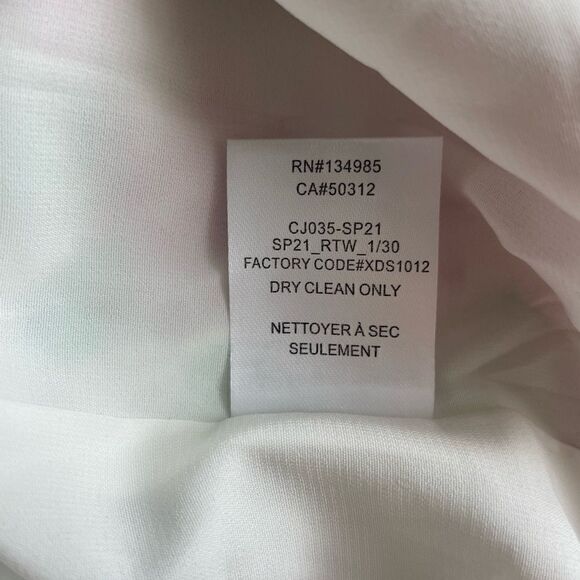 RN#134985
CA#50312
CJ035-SP21
SP21_RTW_1/30
FACTORY CODE#XDS1012
DRY CLEAN ONLY
NETTOYER À SEC
SEULEMENT